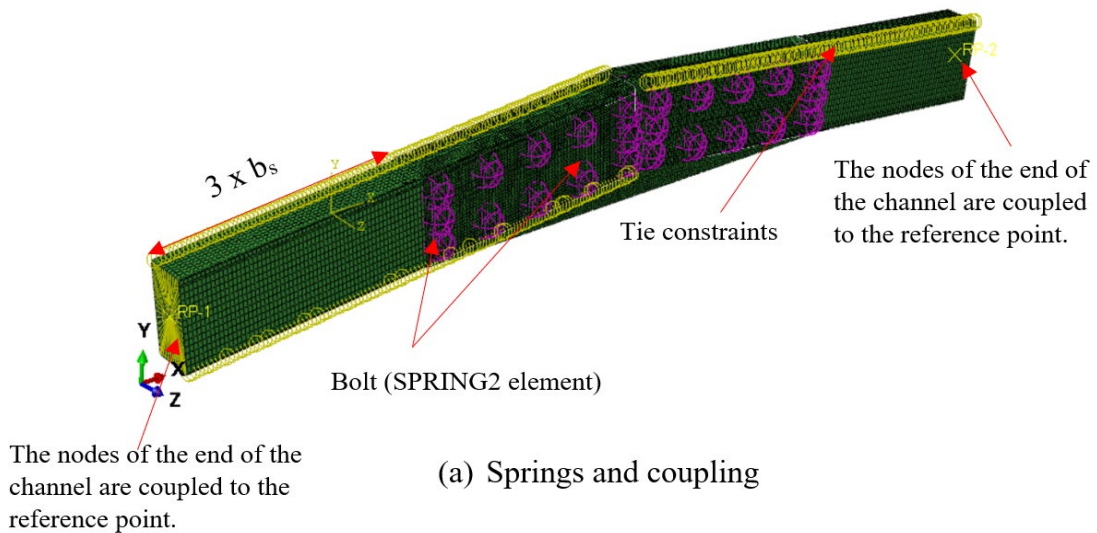 3 x bs
Y
X
Z
RP-2
The nodes of the end of
the channel are coupled
to the reference point.
Tie constraints
RP-1
Y
X
Z
Bolt (SPRING2 element)
The nodes of the end of the
channel are coupled to the
reference point.
(a) Springs and coupling